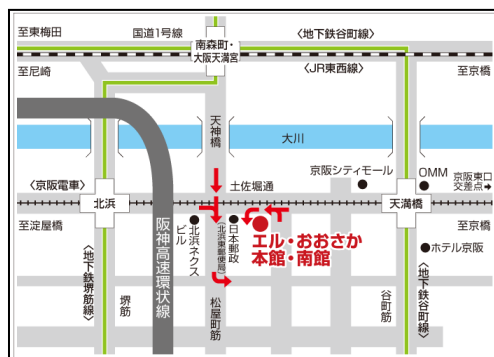 至東梅田
国道1号線
南森町・
大阪天満宮
〈地下鉄谷町線〉
〈JR東西線〉
至尼崎
至京橋
天神橋
大川
京阪シティモール
OMM
京阪東口
交差点➡
〈京阪電車〉
北浜
土佐堀通
天満橋
至淀屋橋
至京橋
阪神高速環状線
北浜ネクス
ビル
日本郵政
(北浜東郵便局)
エル・おおさか
本館・南館
ホテル京阪
〈地下鉄堺筋線〉
堺筋
松屋町筋
谷町筋
〈地下鉄谷町線〉